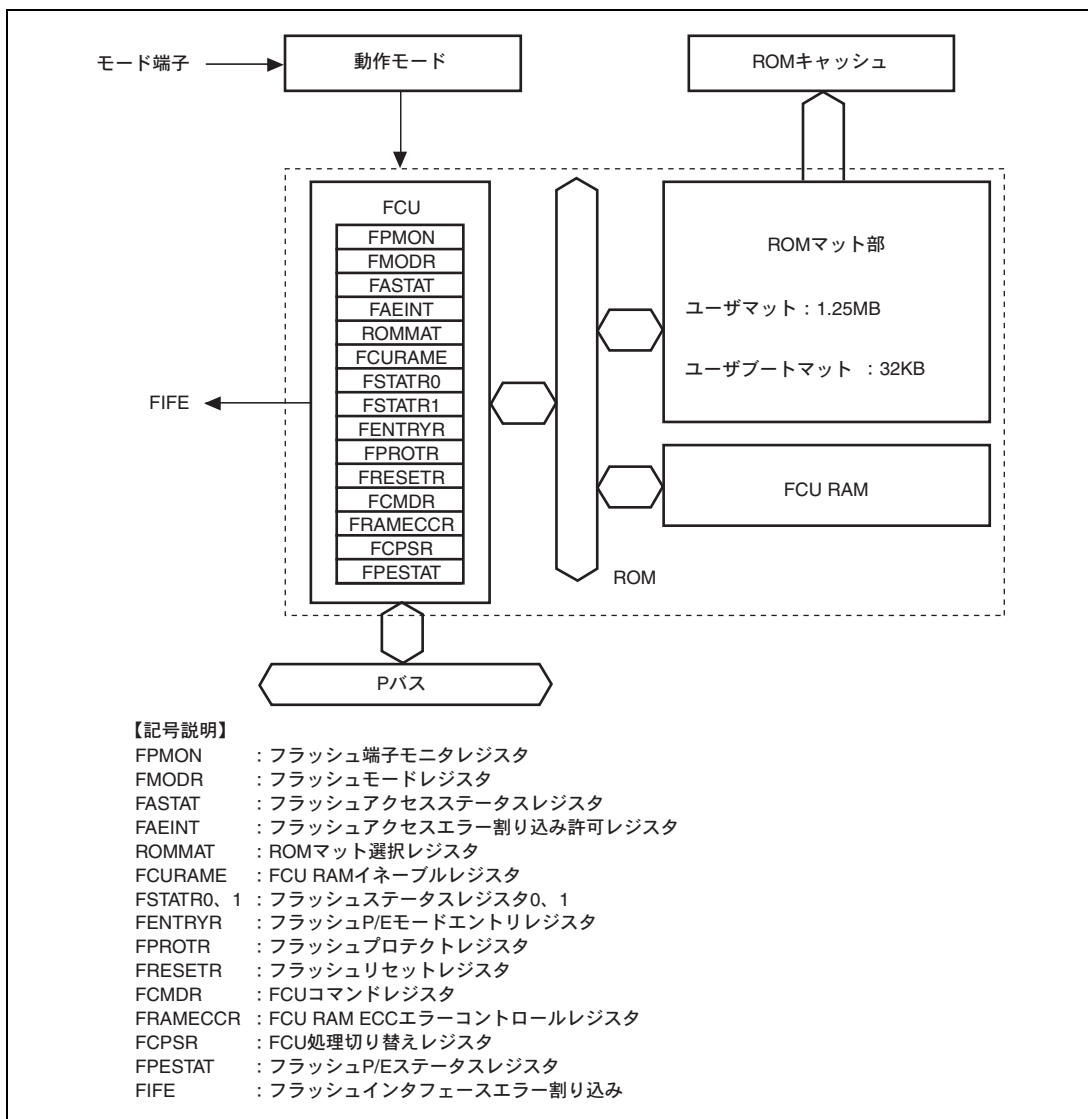 モード端子
動作モード
ROMキャッシュ
FCU
FPMON
FMODR
FASTAT
FAEINT
ROMMAT
FCURAME
FSTATR0
FSTATR1
FENTRYR
FPROTR
FRESETR
FCMDR
FRAMECCR
FCPSR
FPESTAT
FIFE
ROMマット部
ユーザマット：1.25MB
ユーザブートマット ：32KB
FCU RAM
ROM
Pバス
【記号説明】
FPMON ：フラッシュ端子モニタレジスタ
FMODR ：フラッシュモードレジスタ
FASTAT ：フラッシュアクセスステータスレジスタ
FAEINT ：フラッシュアクセスエラー割り込み許可レジスタ
ROMMAT ：ROMマット選択レジスタ
FCURAME ：FCU RAMイネーブルレジスタ
FSTATR0、1 ：フラッシュステータスレジスタ0、1
FENTRYR ：フラッシュP/Eモードエントリレジスタ
FPROTR ：フラッシュプロテクトレジスタ
FRESETR ：フラッシュリセットレジスタ
FCMDR ：FCUコマンドレジスタ
FRAMECCR ：FCU RAM ECCエラーコントロールレジスタ
FCPSR ：FCU処理切り替えレジスタ
FPESTAT ：フラッシュP/Eステータスレジスタ
FIFE ：フラッシュインタフェースエラー割り込み